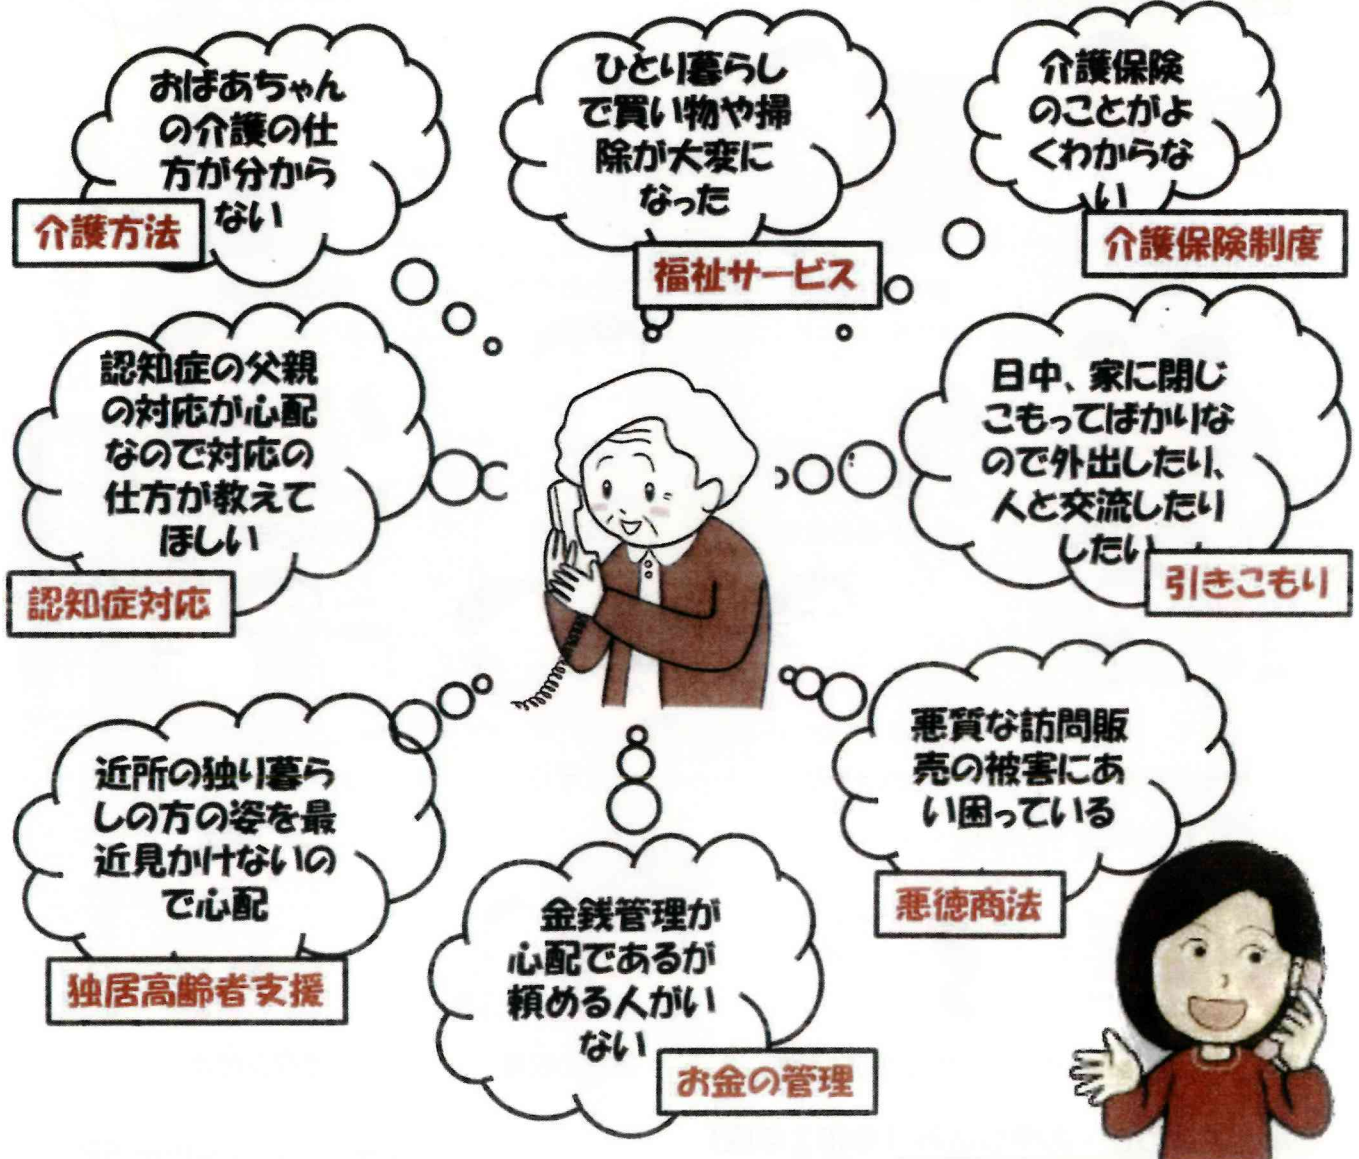 おばあちゃん
の介護の仕
方が分から
ない
介護方法
ひとり暮らし
で買い物や掃
除が大変に
なった
福祉サービス
介護保険
のことがよ
くわからな
い
介護保険制度
認知症の父親
の対応が心配
なので対応の
仕方が教えて
ほしい
認知症対応
日中、家に閉じ
こもってばかりな
ので外出したり、
人と交流したり
したい
引きこもり
近所の独り暮ら
しの方の姿を最
近見かけないの
で心配
独居高齢者支援
金銭管理が
心配であるが
頼める人がい
ない
お金の管理
悪質な訪問販
売の被害にあ
い困っている
悪徳商法